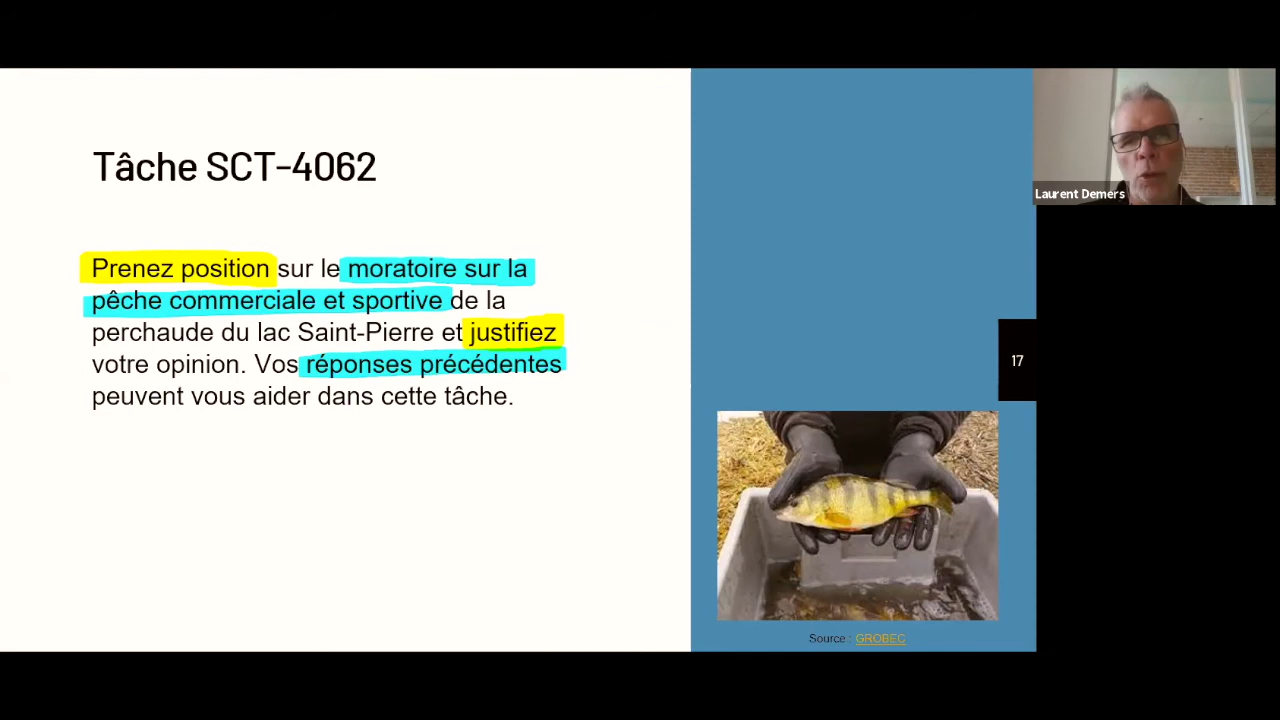 Tâche SCT-4062
Prenez position sur le moratoire sur la
pêche commerciale et sportive de la
perchaude du lac Saint-Pierre et justifiez
votre opinion. Vos réponses précédentes
peuvent vous aider dans cette tâche.
17
Source : GROBEC
Laurent Demers